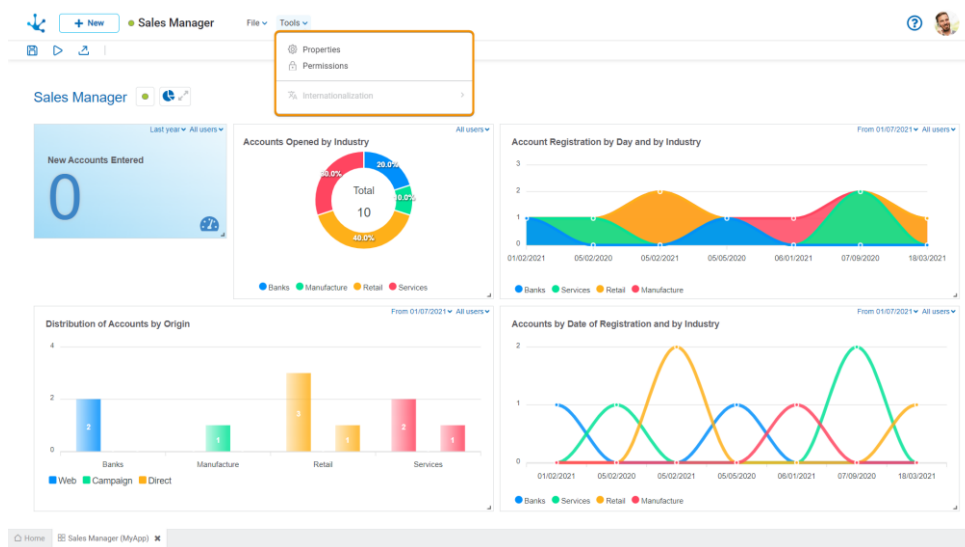 + New
Sales Manager
File
Tools
Properties
Permissions
Internationalization
Sales Manager
Last year All users
New Accounts Entered
0
All users
Accounts Opened by Industry
20.0%
10.0%
40.0%
30.0%
Total
10
Banks Manufacture Retail Services
From 01/07/2021 All users
Account Registration by Day and by Industry
3
2
1
0
01/02/2021 05/02/2020 05/02/2021 05/05/2020 06/01/2021 07/09/2020 18/03/2021
Banks Services Retail Manufacture
From 01/07/2021 All users
Distribution of Accounts by Origin
4
2
0
2
1
3
1
2
1
Banks Manufacture Retail Services
Web Campaign Direct
From 01/07/2021 All users
Accounts by Date of Registration and by Industry
2
1
0
01/02/2021 05/02/2020 05/02/2021 05/05/2020 06/01/2021 07/09/2020 18/03/2021
Banks Services Retail Manufacture
Home
Sales Manager (MyApp)